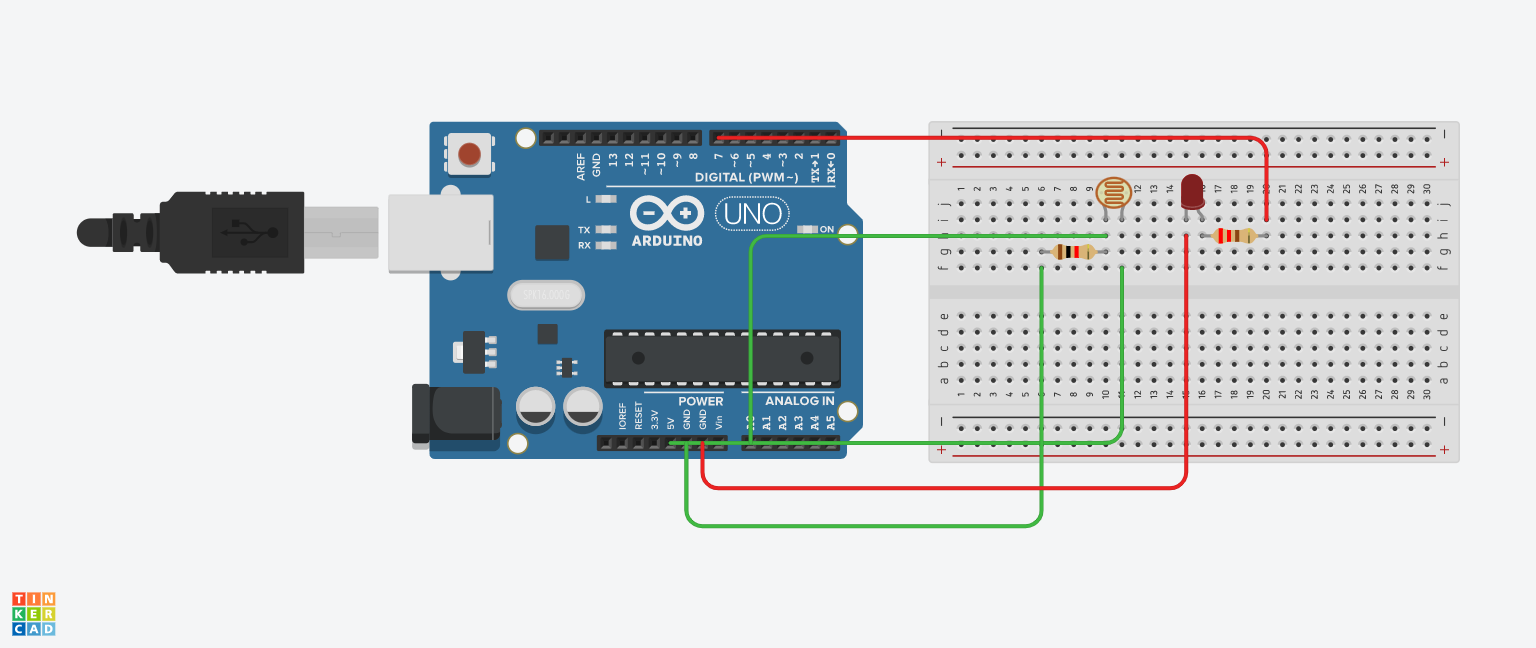 AREF
GND
13
12
~11
~10
~9
8
7
~6
~5
4
~3
2
TX→1
RX←0
DIGITAL (PWM~)
L
TX
RX
ARDUINO
UNO
ON
IOREF
RESET
3.3V
5V
GND
GND
Vin
POWER
ANALOG IN
A0
A1
A2
A3
A4
A5
− −
+ +
1 2 3 4 5 6 7 8 9 12 13 14 16 17 18 19 20 21 22 23 24 25 26 27 28 29 30
j j
i i
h h
g g
f f
e e
d d
c c
b b
a a
1 2 3 4 5 6 7 8 9 10 11 12 13 14 15 16 17 18 19 20 21 22 23 24 25 26 27 28 29 30
− −
+ +
TIN
KER
CAD